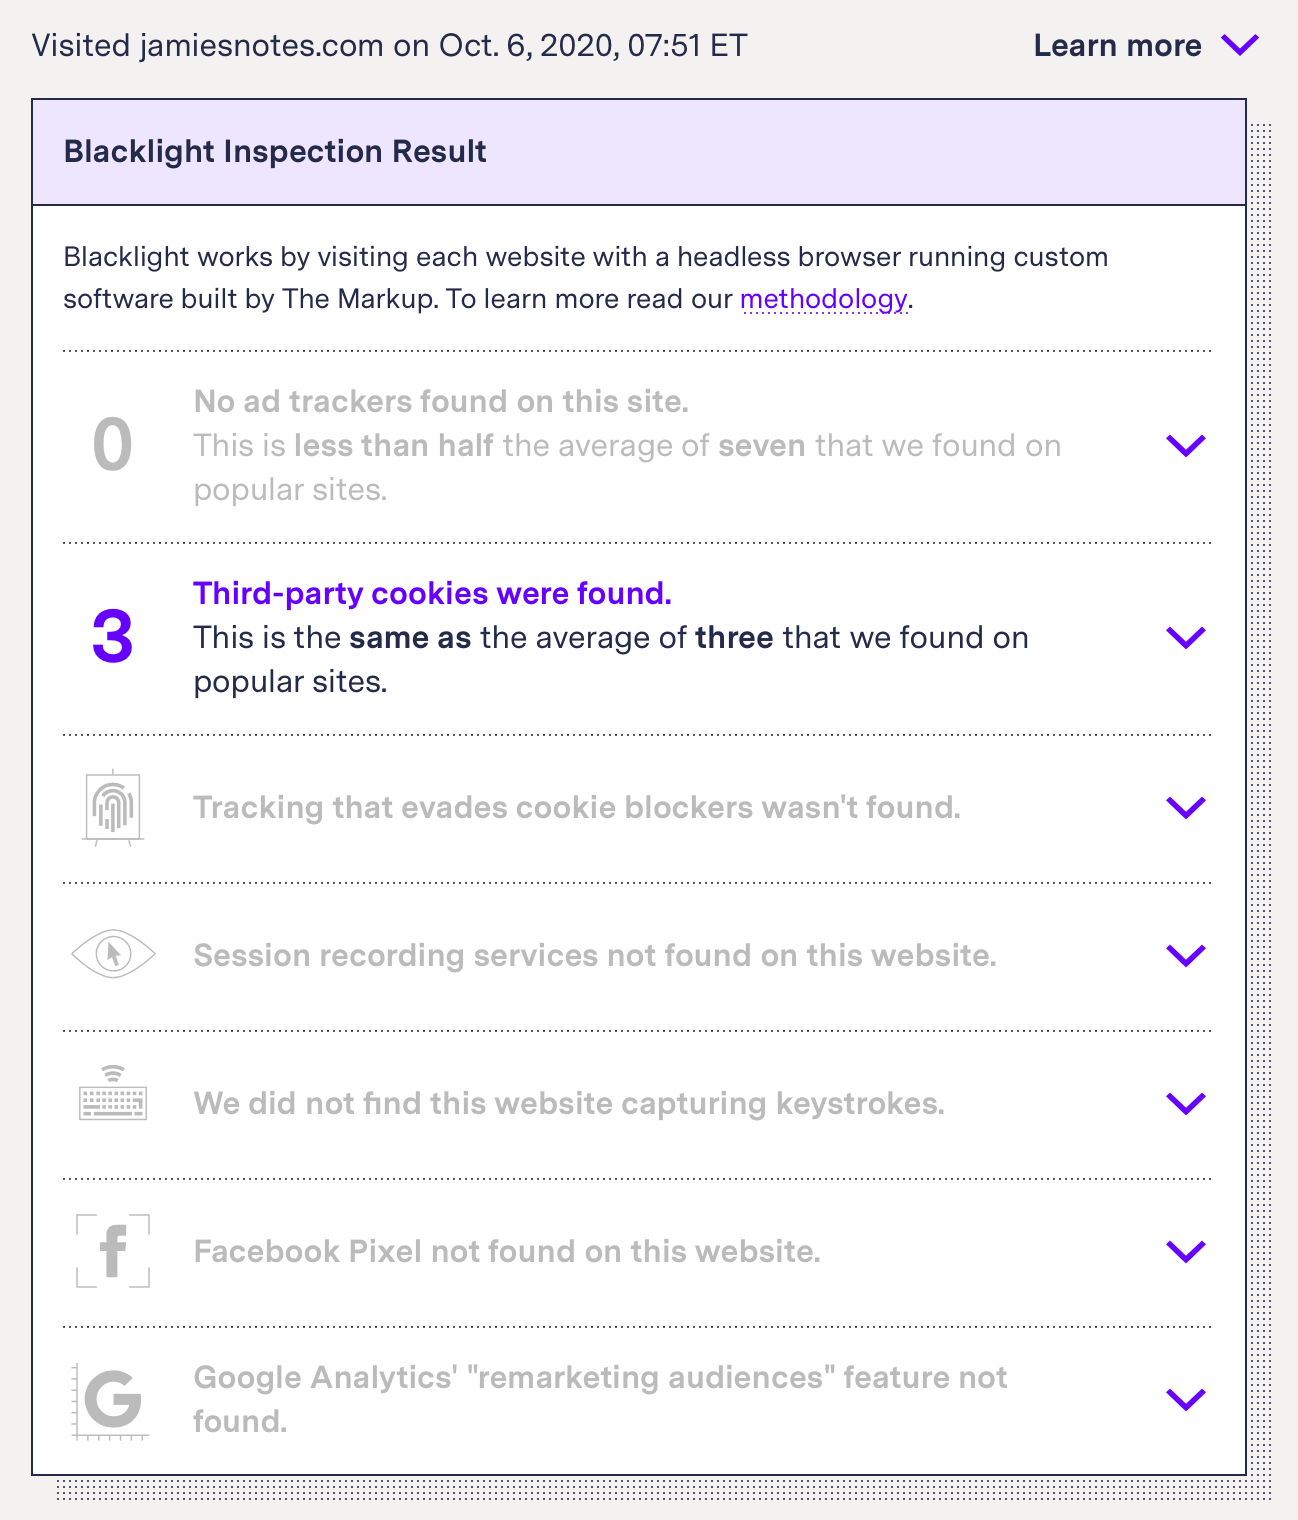 Visited jamiesnotes.com on Oct. 6, 2020, 07:51 ET
Learn more
Blacklight Inspection Result
Blacklight works by visiting each website with a headless browser running custom
software built by The Markup. To learn more read our methodology.
0
No ad trackers found on this site.
This is less than half the average of seven that we found on
popular sites.
3
Third-party cookies were found.
This is the same as the average of three that we found on
popular sites.
Tracking that evades cookie blockers wasn't found.
Session recording services not found on this website.
We did not find this website capturing keystrokes.
Facebook Pixel not found on this website.
Google Analytics' "remarketing audiences" feature not
found.